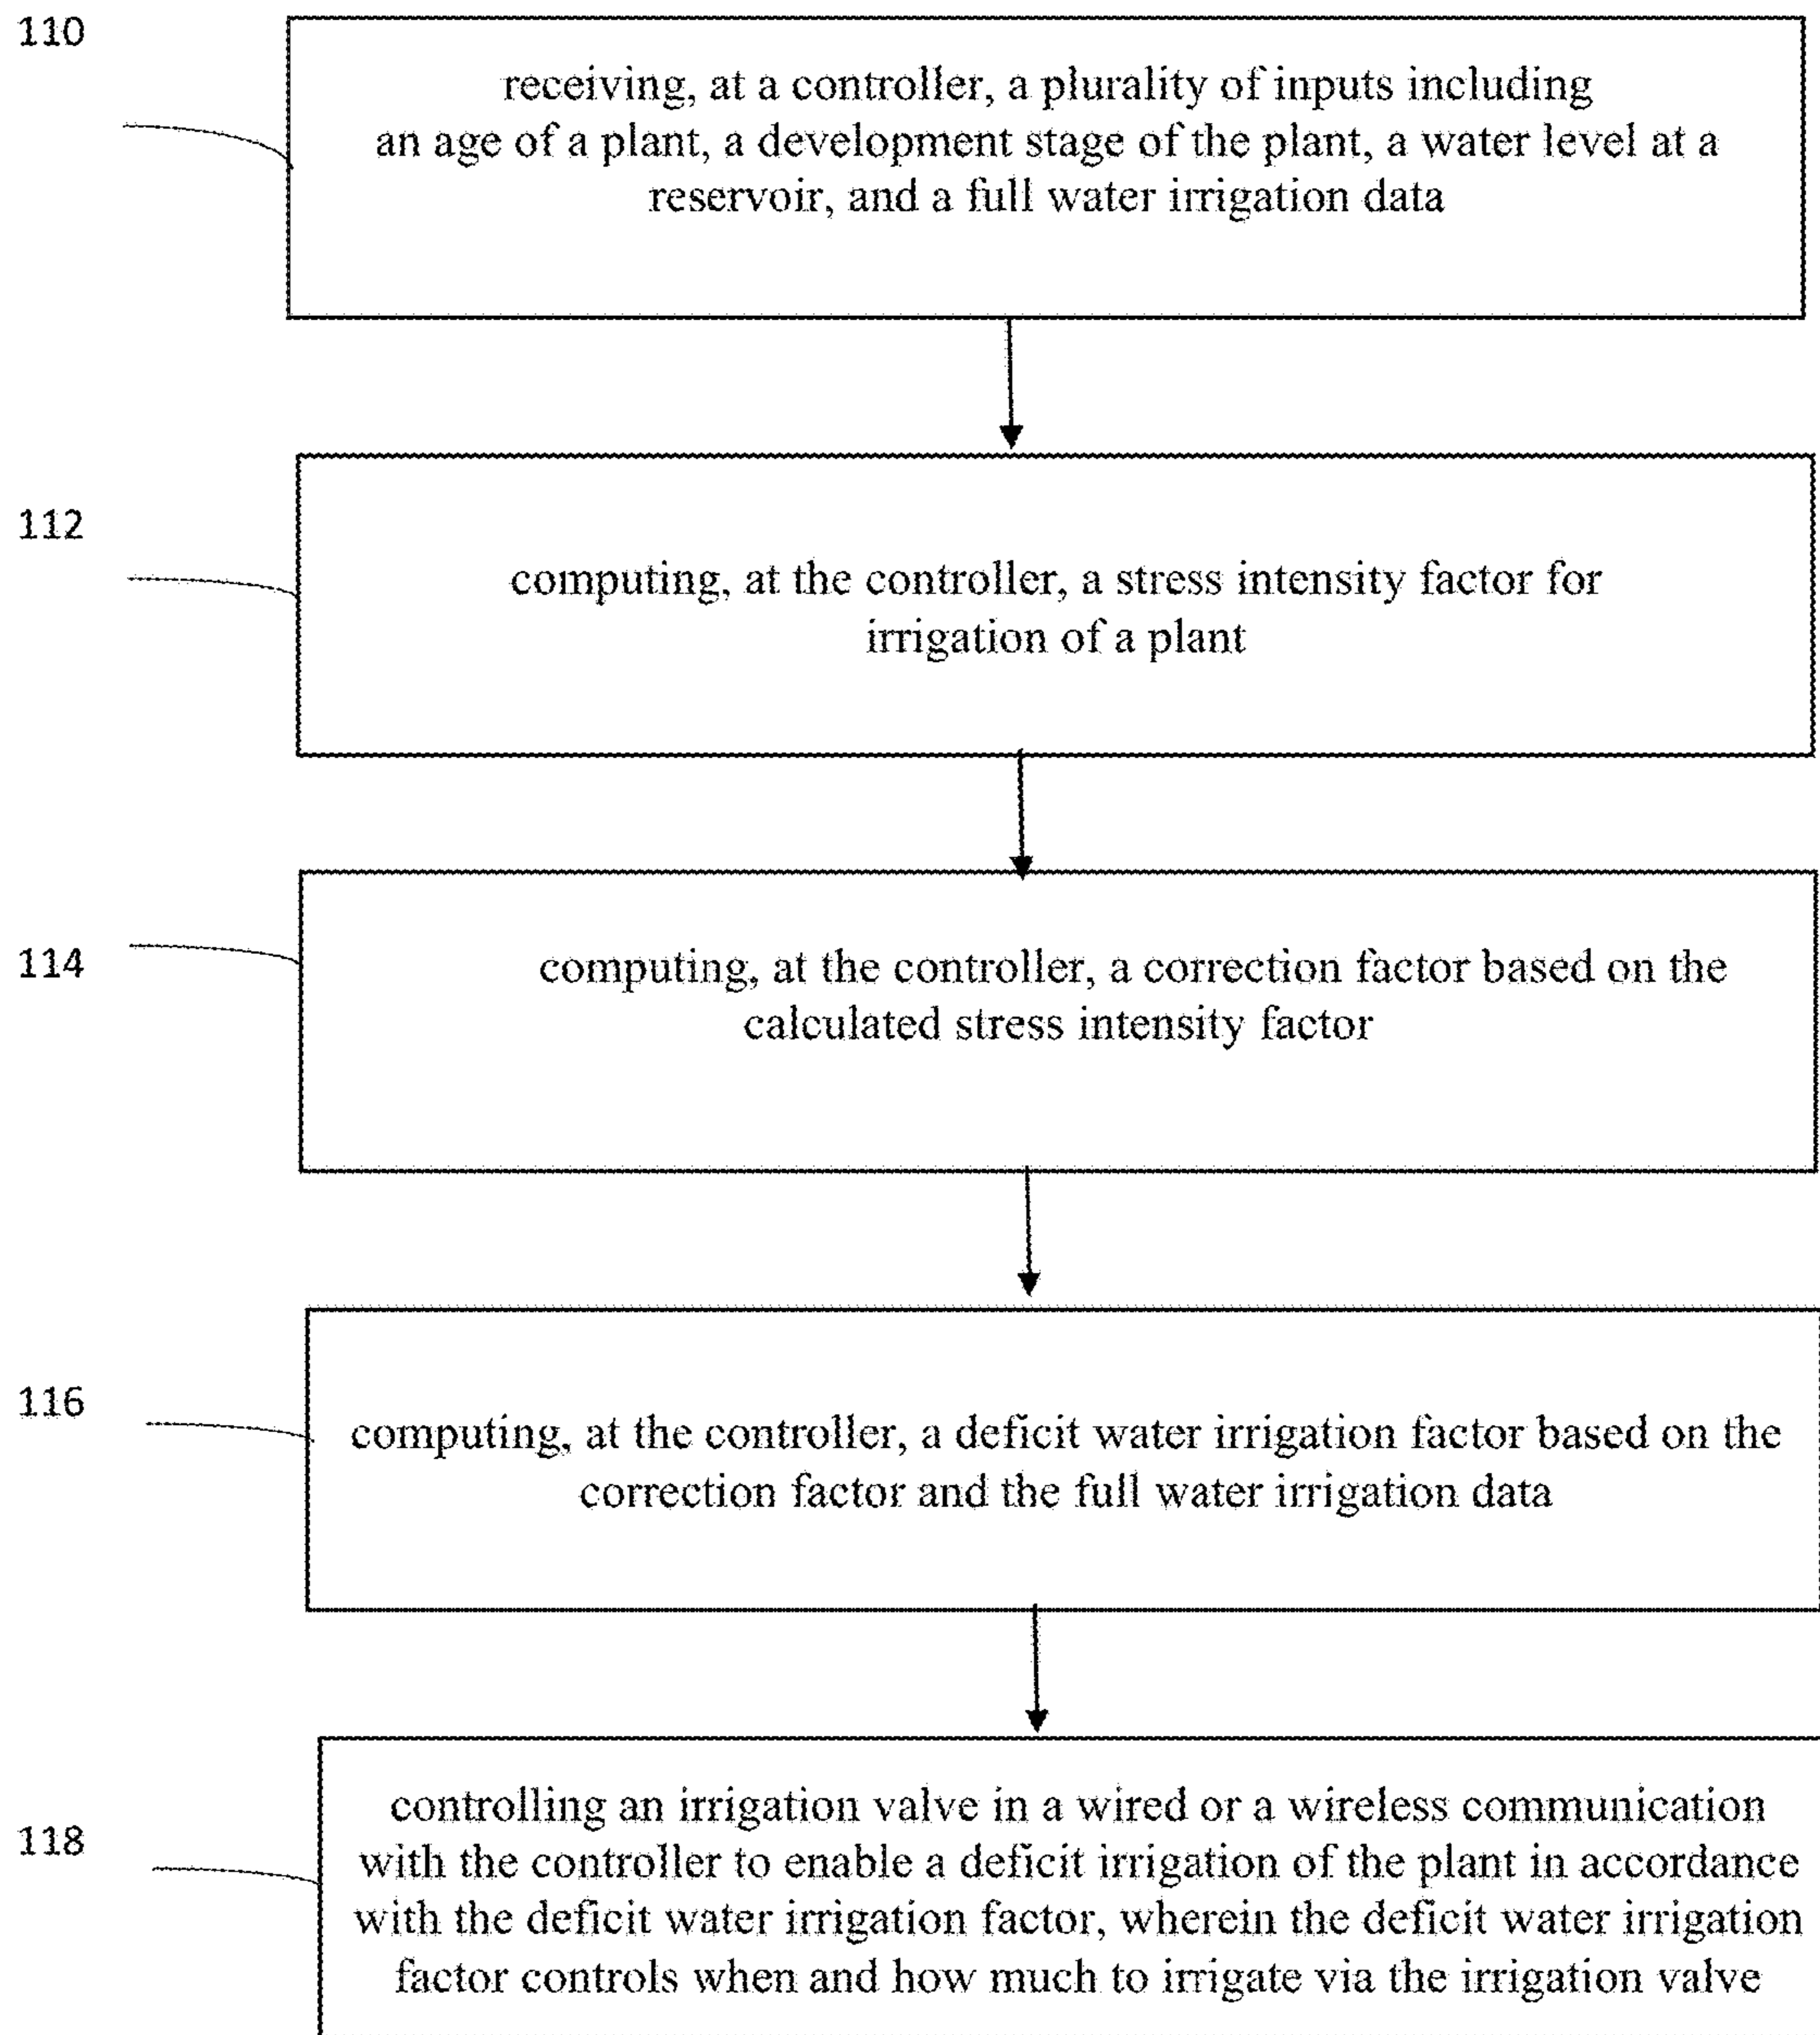 110
receiving, at a controller, a plurality of inputs including
an age of a plant, a development stage of the plant, a water level at a
reservoir, and a full water irrigation data
112
computing, at the controller, a stress intensity factor for
irrigation of a plant
114
computing, at the controller, a correction factor based on the
calculated stress intensity factor
116
computing, at the controller, a deficit water irrigation factor based on the
correction factor and the full water irrigation data
118
controlling an irrigation valve in a wired or a wireless communication
with the controller to enable a deficit irrigation of the plant in accordance
with the deficit water irrigation factor, wherein the deficit water irrigation
factor controls when and how much to irrigate via the irrigation valve